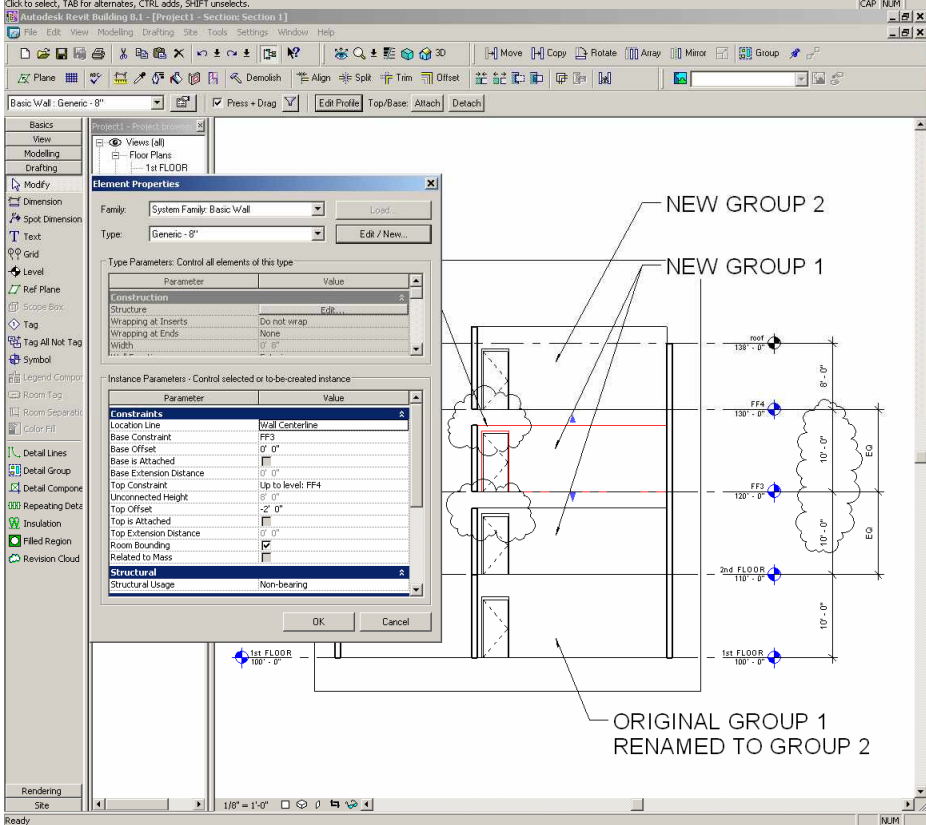 Click to select, TAB for alternates, CTRL adds, SHIFT unselects.
CAP NUM
Autodesk Revit Building 8.1 - [Project1 - Section: Section 1]
File Edit View Modelling Drafting Site Tools Settings Window Help
3D Move Copy Rotate Array Mirror Group
Plane Demolish Align Split Trim Offset
Basic Wall : Generic - 8" Press + Drag Edit Profile Top/Base: Attach Detach
Basics
View
Modelling
Drafting
Modify
Dimension
Spot Dimension
Text
Grid
Level
Ref Plane
Scope Box
Tag
Tag All Not Tag
Symbol
Legend Compor
Room Tag
Room Separatic
Color Fill
Detail Lines
Detail Group
Detail Compone
Repeating Deta
Insulation
Filled Region
Revision Cloud
Rendering
Site
Project1 - Project browser
Views (all)
Floor Plans
1st FLOOR
Element Properties
Family: System Family: Basic Wall Load...
Type: Generic - 8" Edit / New...
Type Parameters: Control all elements of this type
Parameter Value
Construction
Structure Edit...
Wrapping at Inserts Do not wrap
Wrapping at Ends None
Width 0' 8"
Instance Parameters - Control selected or to-be-created instance
Parameter Value
Constraints
Location Line Wall Centerline
Base Constraint FF3
Base Offset 0' 0"
Base is Attached
Base Extension Distance 0' 0"
Top Constraint Up to level: FF4
Unconnected Height 8' 0"
Top Offset -2' 0"
Top is Attached
Top Extension Distance 0' 0"
Room Bounding
Related to Mass
Structural
Structural Usage Non-bearing
OK Cancel
NEW GROUP 2
NEW GROUP 1
roof
138' - 0"
8' - 0"
FF4
130' - 0"
10' - 0"
EQ
FF3
120' - 0"
10' - 0"
EQ
2nd FLOOR
110' - 0"
10' - 0"
1st FLOOR
100' - 0"
1st FLOOR
100' - 0"
ORIGINAL GROUP 1
RENAMED TO GROUP 2
1/8" = 1'-0"
Ready
NUM